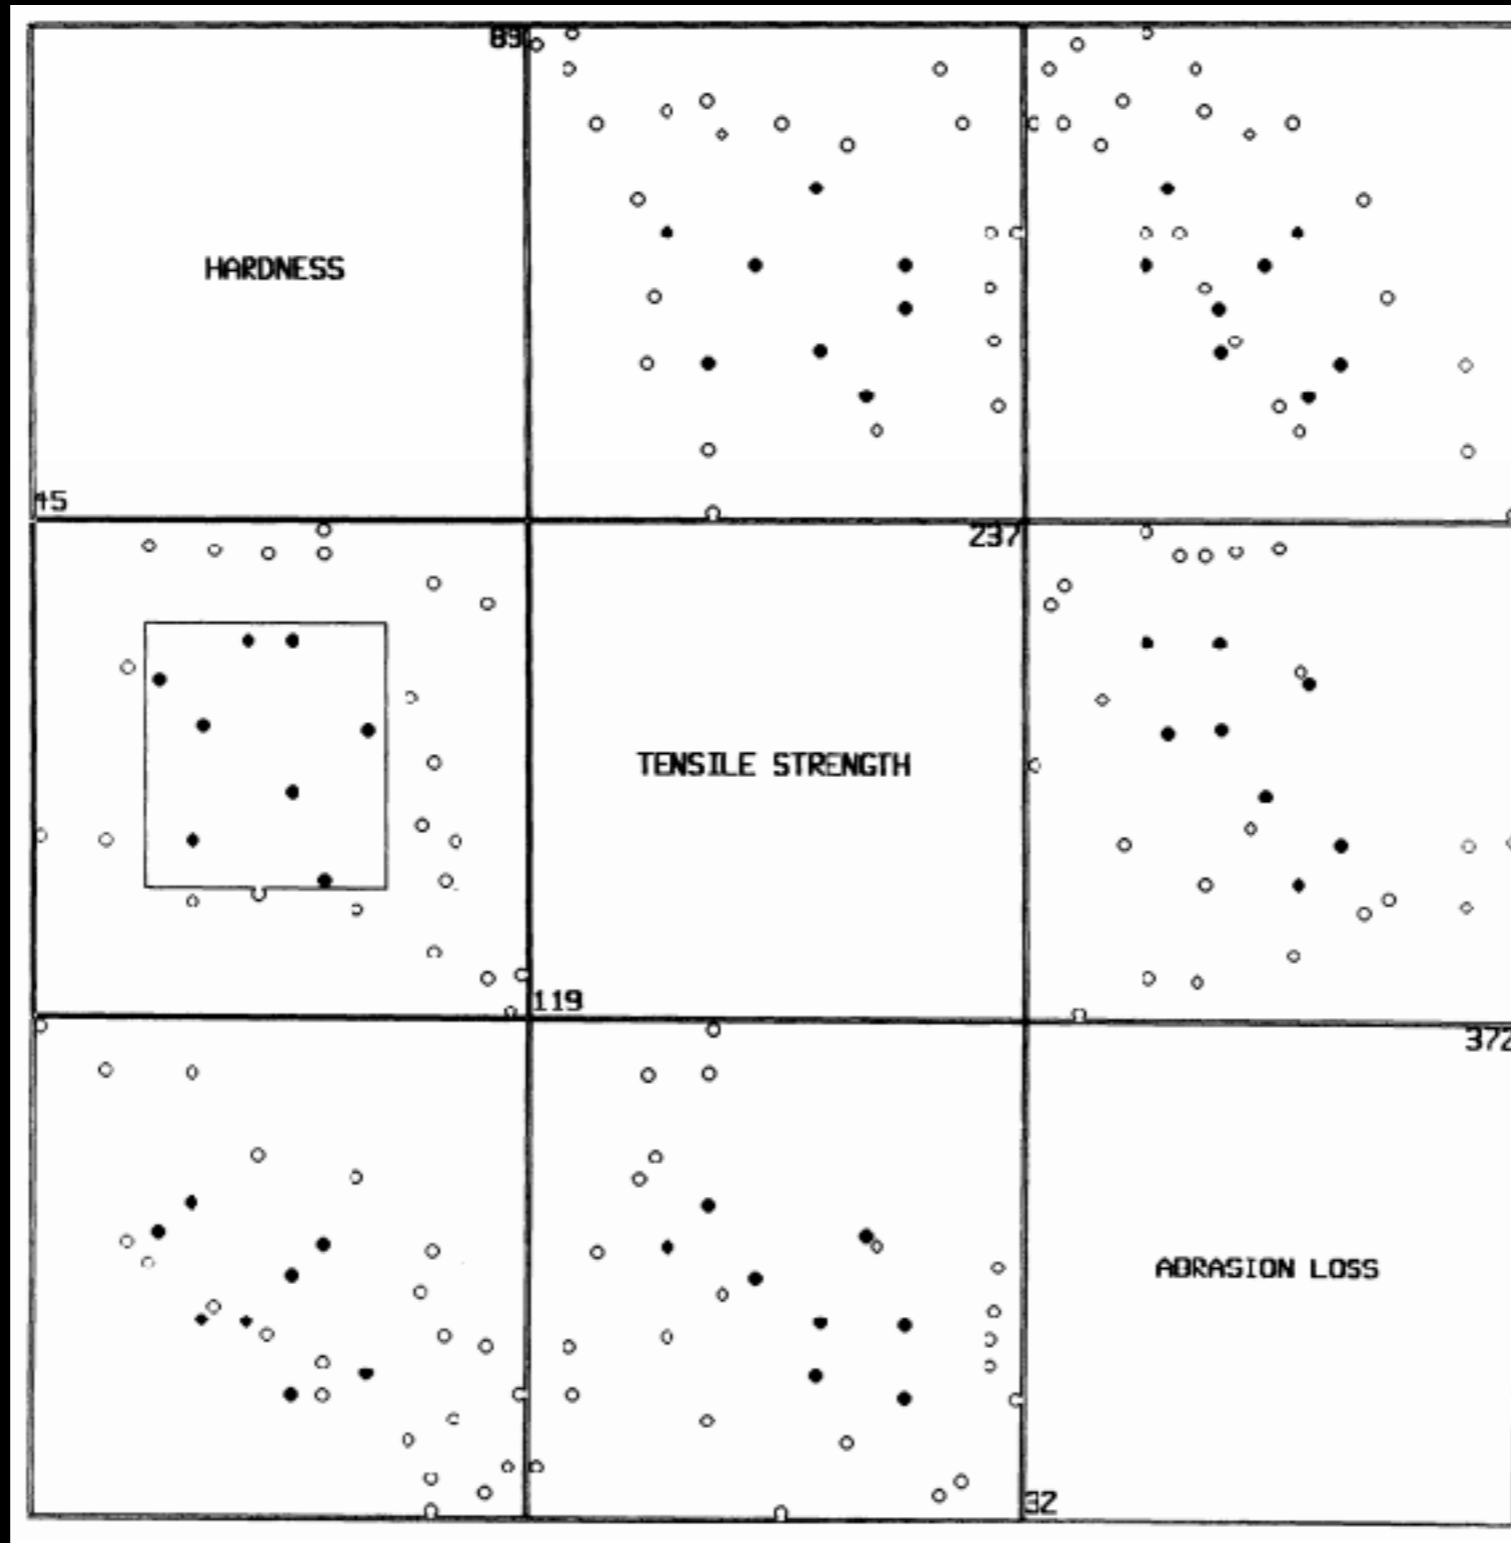 89
HARDNESS
45
237
TENSILE STRENGTH
119
372
ABRASION LOSS
32